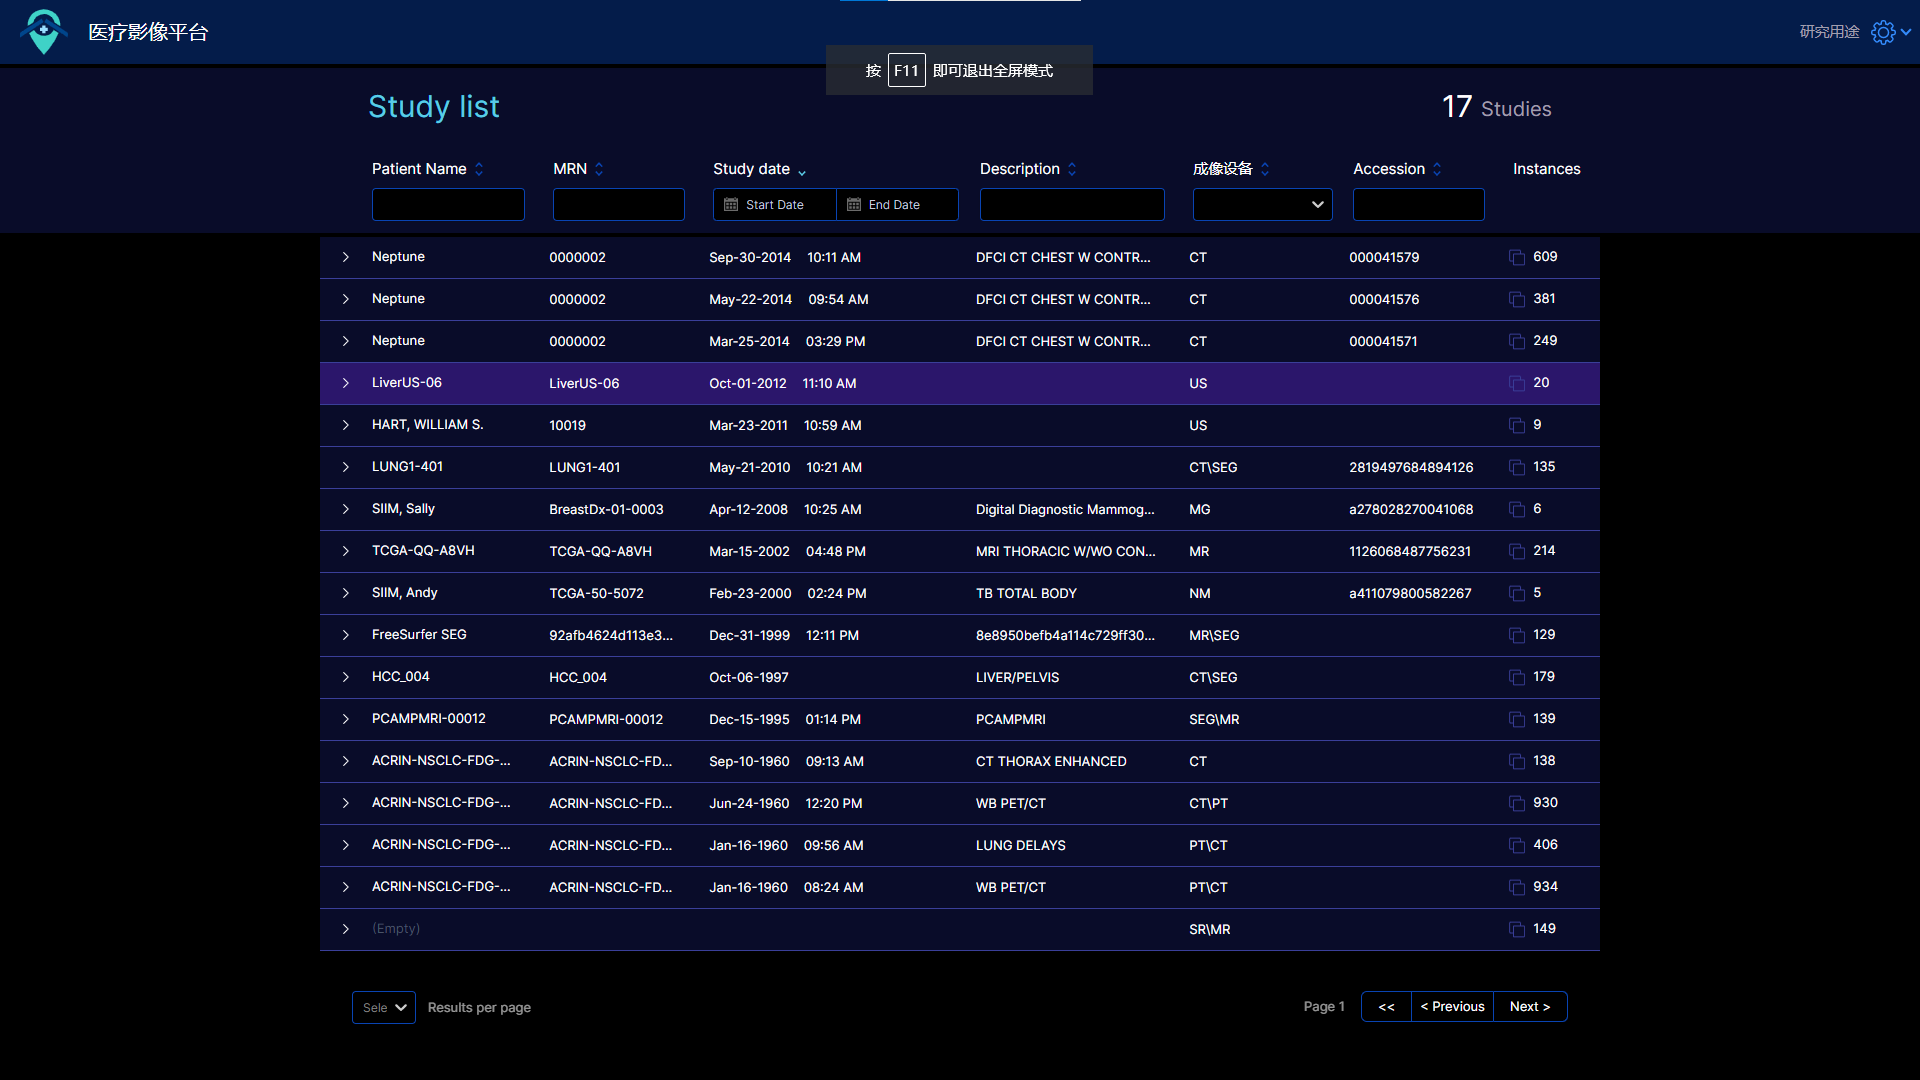 医疗影像平台
研究用途
按 F11 即可退出全屏模式
Study list
17 Studies
Patient Name MRN Study date Description 成像设备 Accession Instances
Start Date End Date
Neptune 0000002 Sep-30-2014 10:11 AM DFCI CT CHEST W CONTR... CT 000041579 609
Neptune 0000002 May-22-2014 09:54 AM DFCI CT CHEST W CONTR... CT 000041576 381
Neptune 0000002 Mar-25-2014 03:29 PM DFCI CT CHEST W CONTR... CT 000041571 249
LiverUS-06 LiverUS-06 Oct-01-2012 11:10 AM US 20
HART, WILLIAM S. 10019 Mar-23-2011 10:59 AM US 9
LUNG1-401 LUNG1-401 May-21-2010 10:21 AM CT\SEG 2819497684894126 135
SIIM, Sally BreastDx-01-0003 Apr-12-2008 10:25 AM Digital Diagnostic Mammog... MG a278028270041068 6
TCGA-QQ-A8VH TCGA-QQ-A8VH Mar-15-2002 04:48 PM MRI THORACIC W/WO CON... MR 1126068487756231 214
SIIM, Andy TCGA-50-5072 Feb-23-2000 02:24 PM TB TOTAL BODY NM a411079800582267 5
FreeSurfer SEG 92afb4624d113e3... Dec-31-1999 12:11 PM 8e8950befb4a114c729ff30... MR\SEG 129
HCC_004 HCC_004 Oct-06-1997 LIVER/PELVIS CT\SEG 179
PCAMPMRI-00012 PCAMPMRI-00012 Dec-15-1995 01:14 PM PCAMPMRI SEG\MR 139
ACRIN-NSCLC-FDG-... ACRIN-NSCLC-FD... Sep-10-1960 09:13 AM CT THORAX ENHANCED CT 138
ACRIN-NSCLC-FDG-... ACRIN-NSCLC-FD... Jun-24-1960 12:20 PM WB PET/CT CT\PT 930
ACRIN-NSCLC-FDG-... ACRIN-NSCLC-FD... Jan-16-1960 09:56 AM LUNG DELAYS PT\CT 406
ACRIN-NSCLC-FDG-... ACRIN-NSCLC-FD... Jan-16-1960 08:24 AM WB PET/CT PT\CT 934
(Empty) SR\MR 149
Sele Results per page Page 1 << < Previous Next >